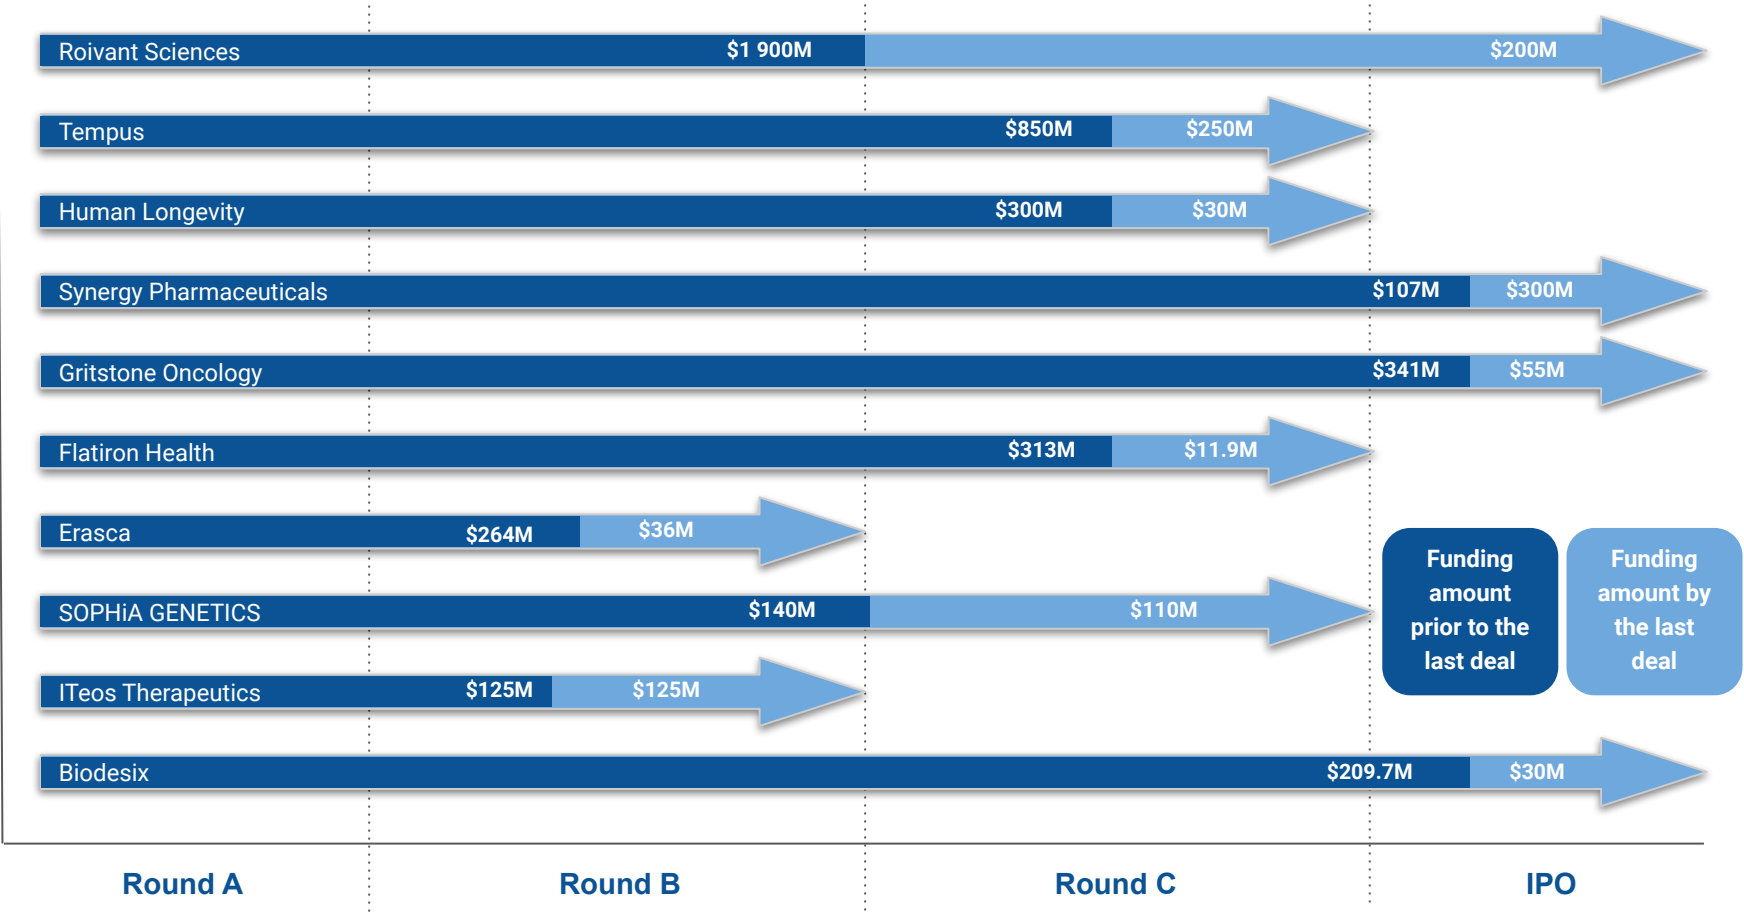 Roivant Sciences $1 900M $200M
Tempus $850M $250M
Human Longevity $300M $30M
Synergy Pharmaceuticals $107M $300M
Gritstone Oncology $341M $55M
Flatiron Health $313M $11.9M
Erasca $264M $36M
SOPHiA GENETICS $140M $110M
ITeos Therapeutics $125M $125M
Biodesix $209.7M $30M
Funding
amount
prior to the
last deal
Funding
amount by
the last
deal
Round A Round B Round C IPO